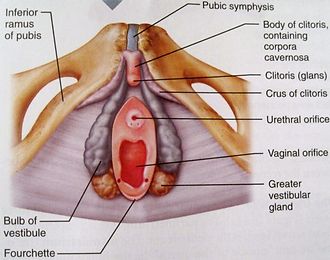 Inferior
ramus
of pubis
Pubic symphysis
Body of clitoris,
containing
corpora
cavernosa
Clitoris (glans)
Crus of clitoris
Urethral orifice
Vaginal orifice
Greater
vestibular
gland
Bulb of
vestibule
Fourchette